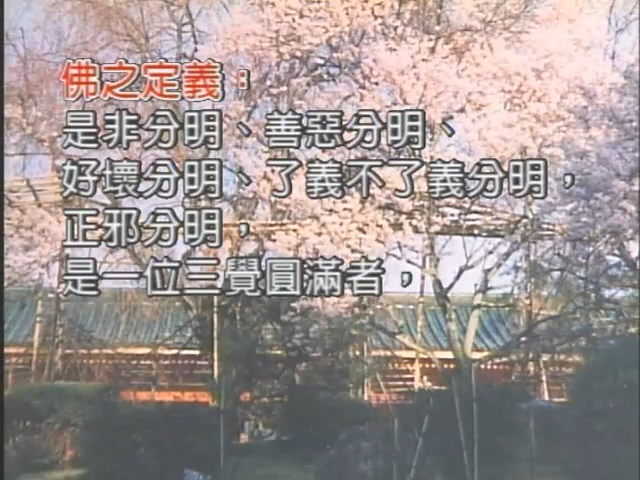 佛之定義：
是非分明、善惡分明、
好壞分明、了義不了義分明，
正邪分明，
是一位三覺圓滿者，